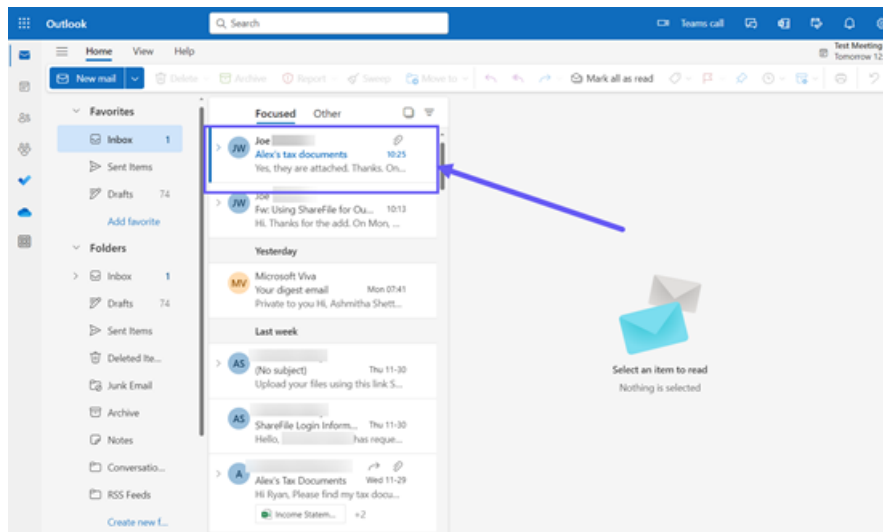 Outlook
Search
Teams call
Home View Help
Test Meeting
Tomorrow 12
New mail Delete Archive Report Sweep Move to Mark all as read
Favorites
Inbox 1
Sent Items
Drafts 74
Add favorite
Folders
Inbox 1
Drafts 74
Sent Items
Deleted Ite...
Junk Email
Archive
Notes
Conversatio...
RSS Feeds
Create new f...
Focused Other
JW
Joe
Alex's tax documents 10:25
Yes, they are attached. Thanks. On...
JW
Joe
Fw: Using ShareFile for Ou... 10:13
Hi. Thanks for the add. On Mon, ...
Yesterday
MV
Microsoft Viva
Your digest email Mon 07:41
Private to you Hi, Ashmitha Shett...
Last week
AS
(No subject) Thu 11-30
Upload your files using this link S...
AS
ShareFile Login Inform... Thu 11-30
Hello, has reque...
A
Alex's Tax Documents Wed 11-29
Hi Ryan, Please find my tax docu...
Income Statem... +2
Select an item to read
Nothing is selected